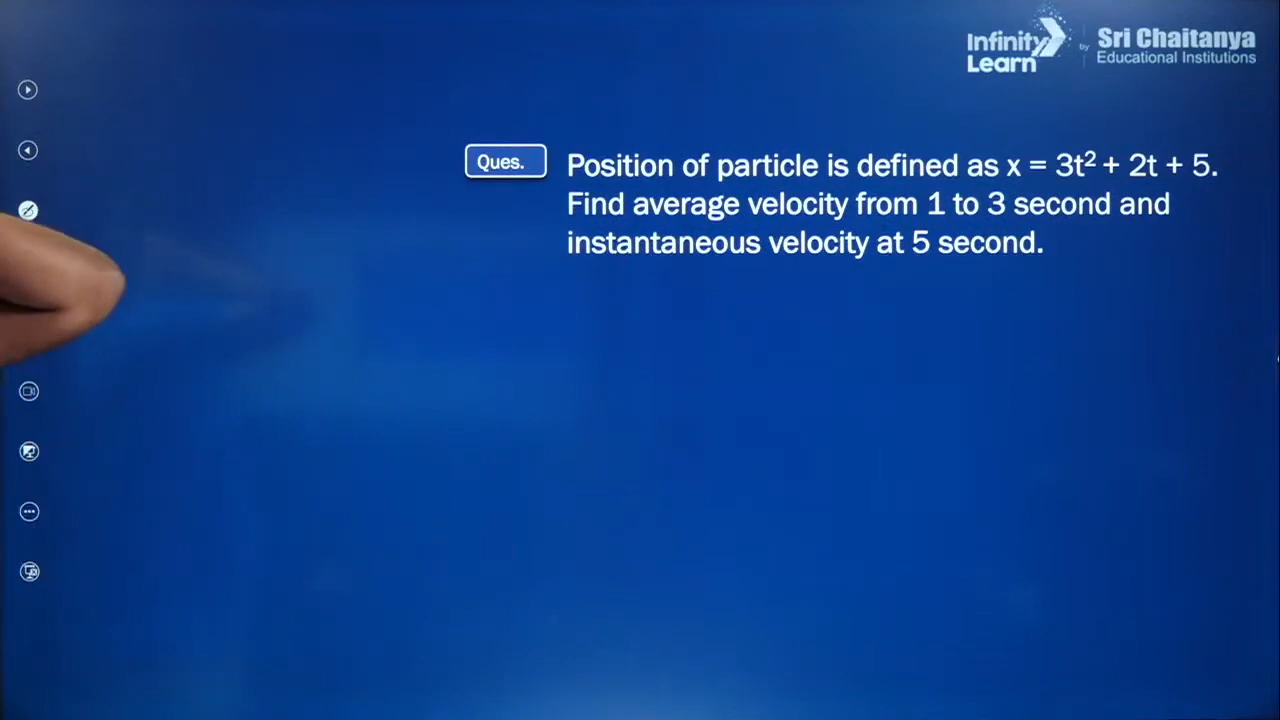 Infinity
Learn
by
Sri Chaitanya
Educational Institutions
Ques.
Position of particle is defined as x = 3t² + 2t + 5.
Find average velocity from 1 to 3 second and
instantaneous velocity at 5 second.